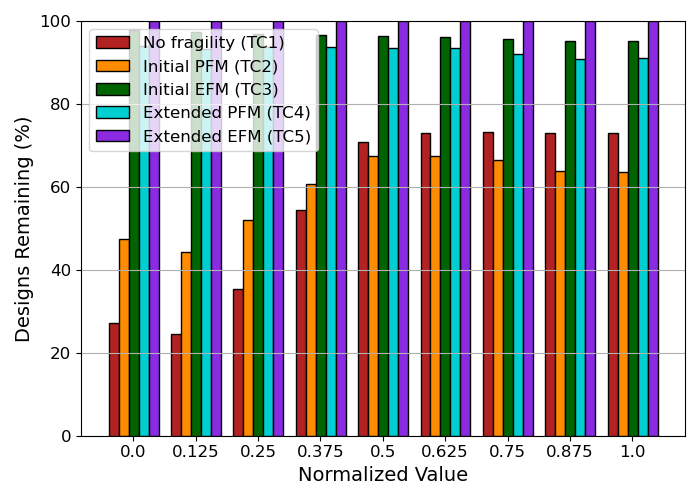 100
80
60
40
20
0
Designs Remaining (%)
No fragility (TC1)
Initial PFM (TC2)
Initial EFM (TC3)
Extended PFM (TC4)
Extended EFM (TC5)
0.0 0.125 0.25 0.375 0.5 0.625 0.75 0.875 1.0
Normalized Value